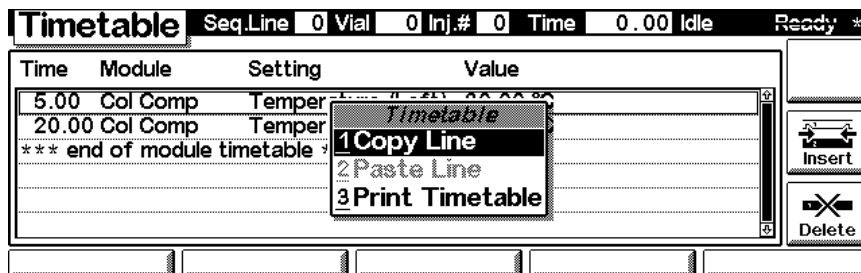 Timetable Seq.Line 0 Vial 0 Inj.# 0 Time 0.00 Idle Ready *
Time Module Setting Value
5.00 Col Comp
20.00 Col Comp
*** end of module timetable *
Timetable
1 Copy Line
2 Paste Line
3 Print Timetable
Insert
Delete